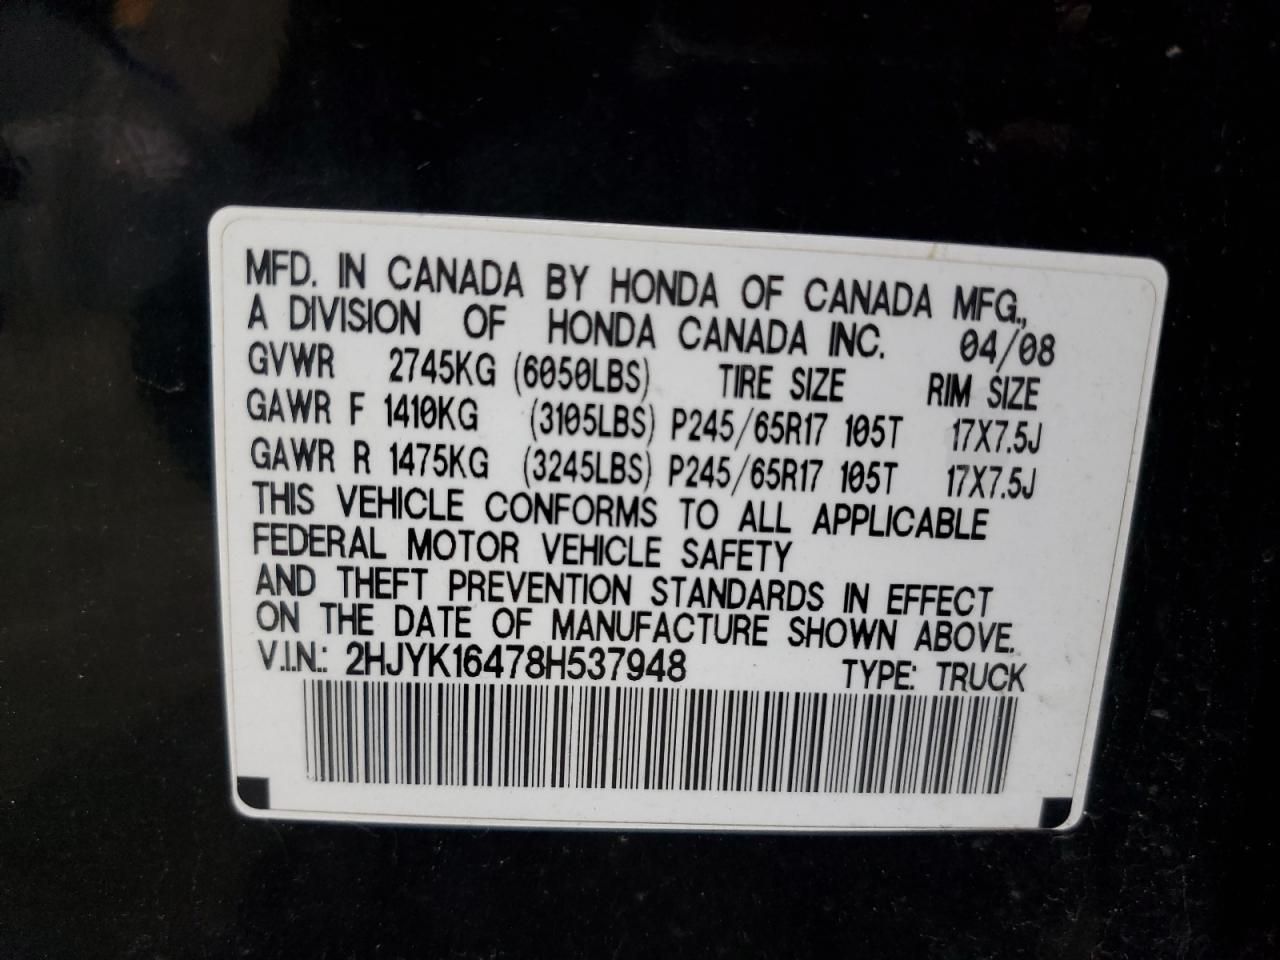 MFD. IN CANADA BY HONDA OF CANADA MFG.,
A DIVISION OF HONDA CANADA INC. 04/08
GVWR 2745KG (6050LBS) TIRE SIZE RIM SIZE
GAWR F 1410KG (3105LBS) P245/65R17 105T 17X7.5J
GAWR R 1475KG (3245LBS) P245/65R17 105T 17X7.5J
THIS VEHICLE CONFORMS TO ALL APPLICABLE
FEDERAL MOTOR VEHICLE SAFETY
AND THEFT PREVENTION STANDARDS IN EFFECT
ON THE DATE OF MANUFACTURE SHOWN ABOVE.
V.I.N.: 2HJYK16478H537948 TYPE: TRUCK